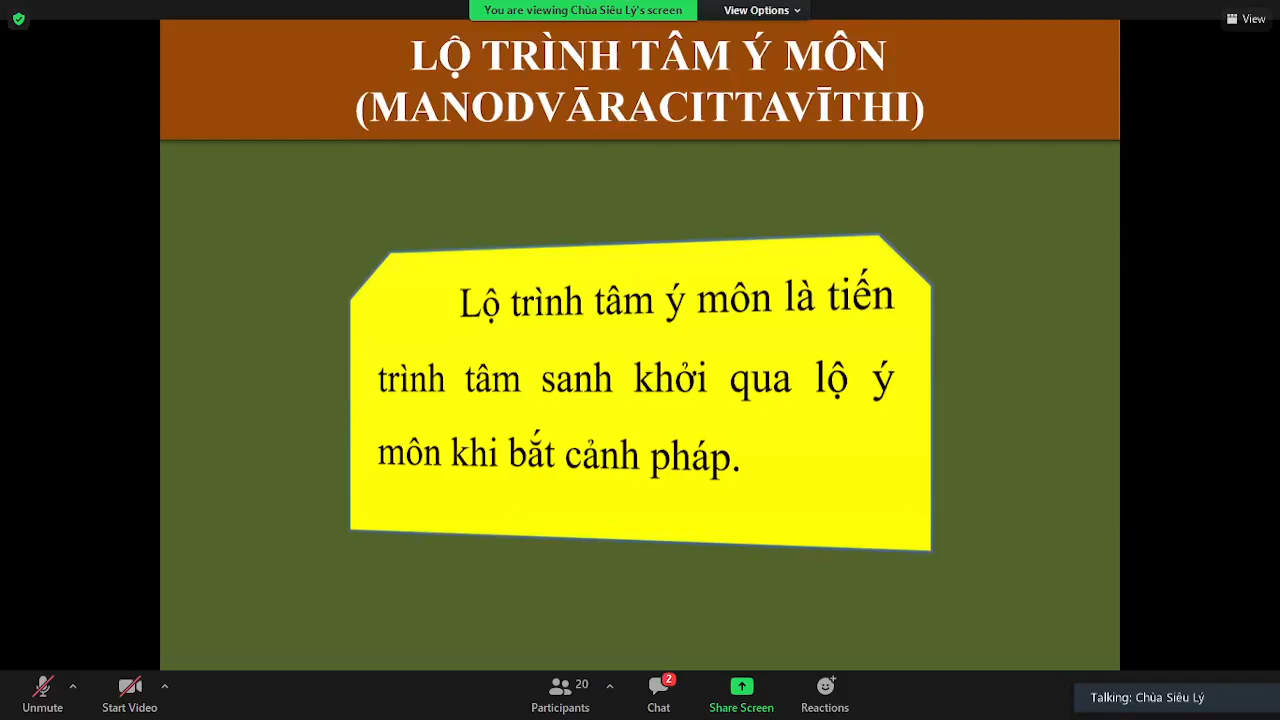 You are viewing Chùa Siêu Lý's screen
View Options
View
LỘ TRÌNH TÂM Ý MÔN
(MANODVĀRACITTAVĪTHI)
Lộ trình tâm ý môn là tiến
trình tâm sanh khởi qua lộ ý
môn khi bắt cảnh pháp.
Unmute
Start Video
20
Participants
2
Chat
Share Screen
Reactions
Talking: Chùa Siêu Lý